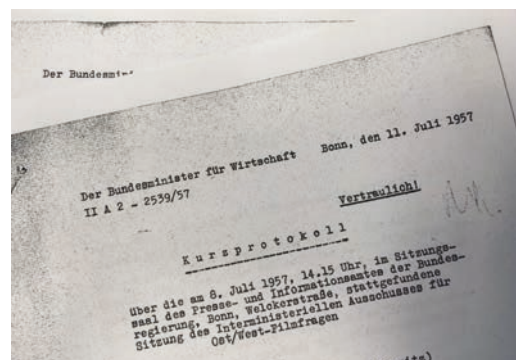 Der Bundesmin
Der Bundesminister für Wirtschaft Bonn, den 11. Juli 1957
II A 2 - 2539/57
Vertraulich!
Kurzprotokoll
über die am 8. Juli 1957, 14.15 Uhr, im Sitzungs-
saal des Presse- und Informationsamtes der Bundes-
regierung, Bonn, Welckerstraße, stattgefundene
Sitzung des Interministeriellen Ausschusses für
Ost/West-Filmfragen